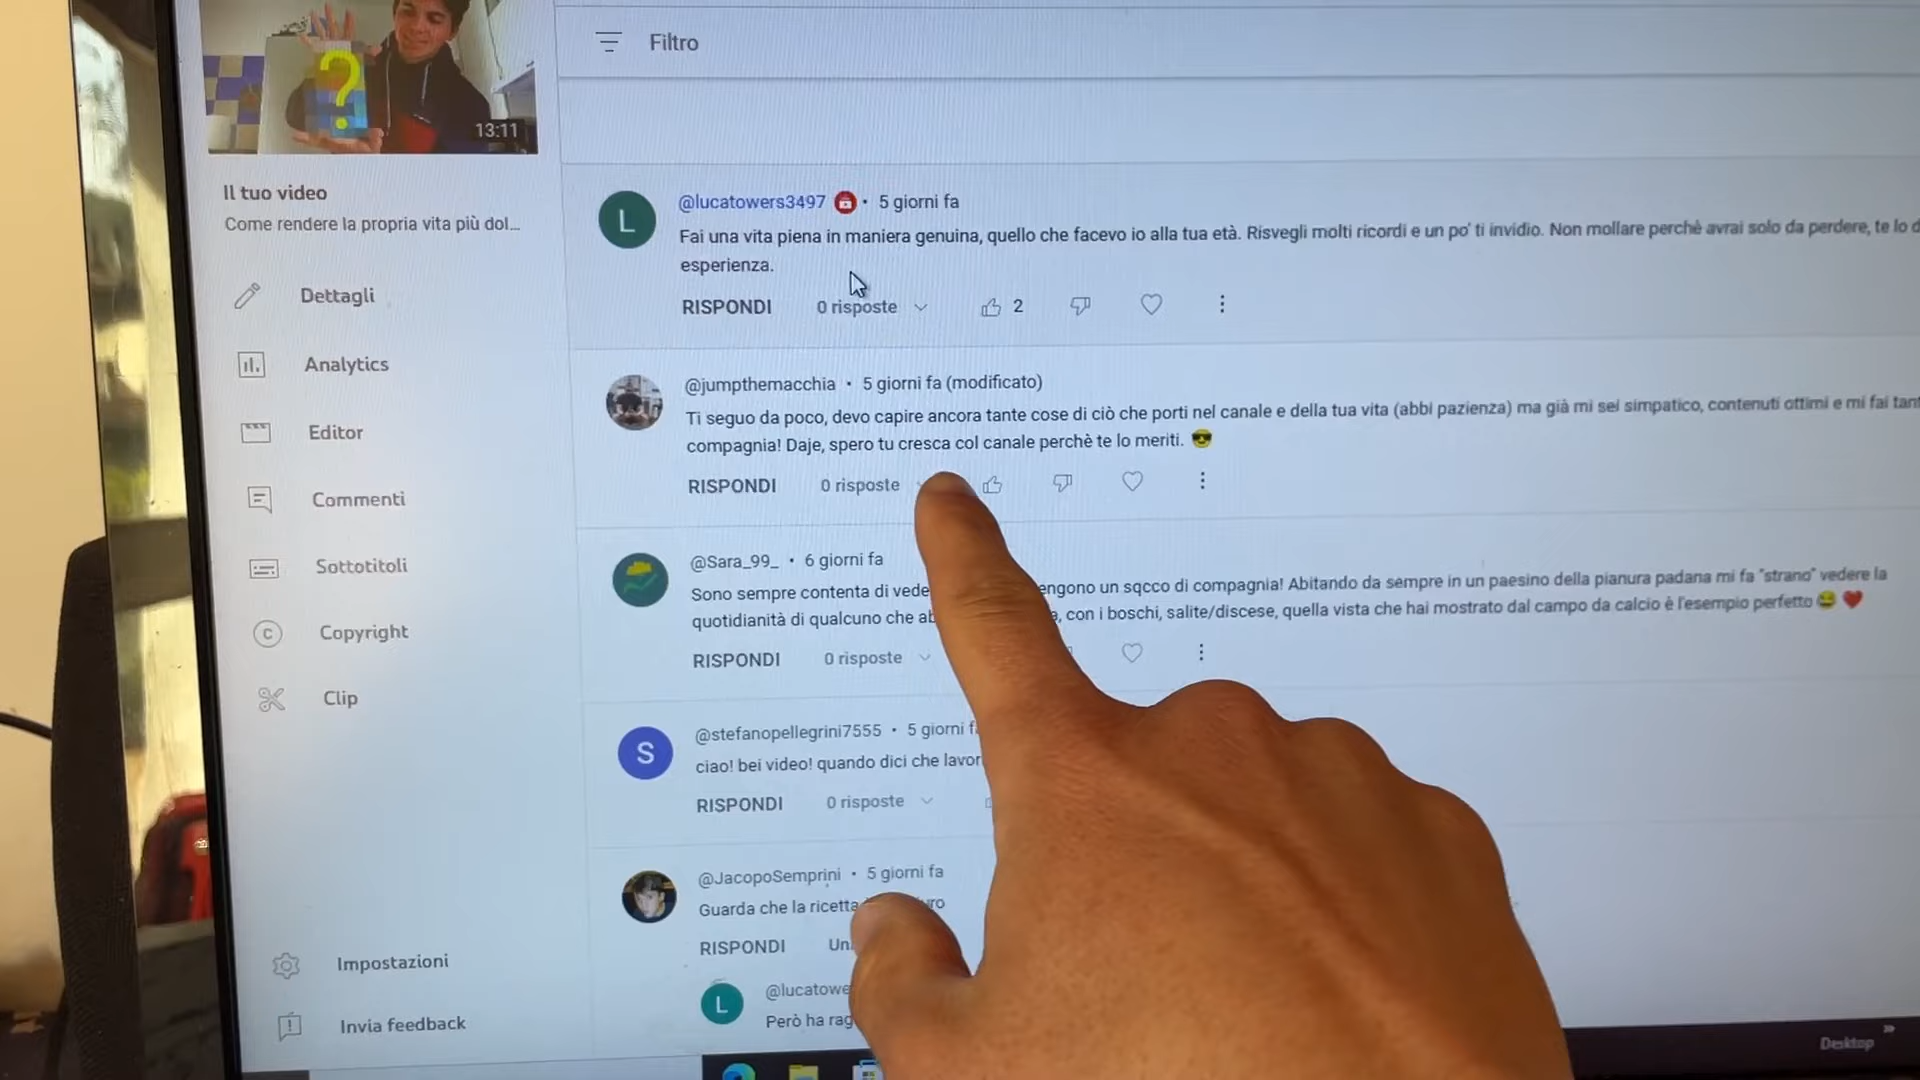 ?
13:11
Il tuo video
Come rendere la propria vita più dol...
Dettagli
Analytics
Editor
Commenti
Sottotitoli
Copyright
Clip
Impostazioni
Invia feedback
Filtro
@lucatowers3497 • 5 giorni fa
Fai una vita piena in maniera genuina, quello che facevo io alla tua età. Risvegli molti ricordi e un po' ti invidio. Non mollare perchè avrai solo da perdere, te lo
esperienza.
RISPONDI 0 risposte 2
@jumpthemacchia • 5 giorni fa (modificato)
Ti seguo da poco, devo capire ancora tante cose di ciò che porti nel canale e della tua vita (abbi pazienza) ma già mi sei simpatico, contenuti ottimi e mi fai tant
compagnia! Daje, spero tu cresca col canale perchè te lo meriti. 😎
RISPONDI 0 risposte
@Sara_99_ • 6 giorni fa
Sono sempre contenta di vede engono un sqcco di compagnia! Abitando da sempre in un paesino della pianura padana mi fa "strano" vedere la
quotidianità di qualcuno che ab , con i boschi, salite/discese, quella vista che hai mostrato dal campo da calcio è l'esempio perfetto 😂 ❤️
RISPONDI 0 risposte
S
@stefanopellegrini7555 • 5 giorni f
ciao! bei video! quando dici che lavor
RISPONDI 0 risposte
@JacopoSemprini • 5 giorni fa
Guarda che la ricetta ro
RISPONDI Un
L
@lucatowe
Però ha rag
L
Desktop